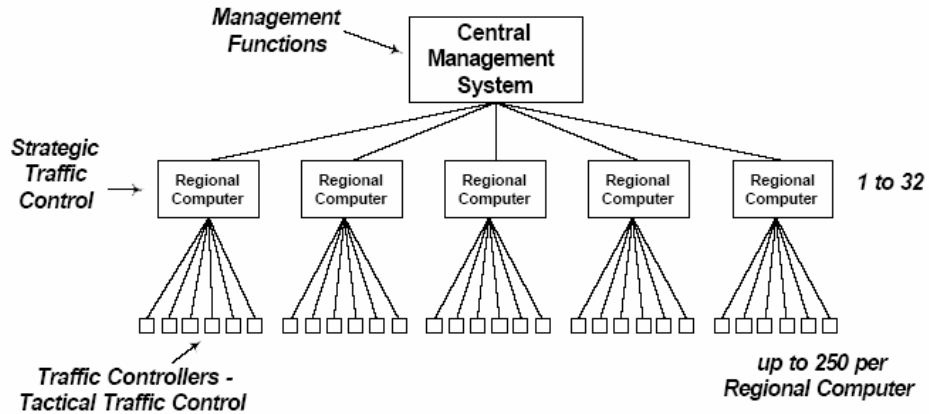 Management
Functions
Central
Management
System
Strategic
Traffic
Control
Regional
Computer
Regional
Computer
Regional
Computer
Regional
Computer
Regional
Computer
1 to 32
Traffic Controllers -
Tactical Traffic Control
up to 250 per
Regional Computer